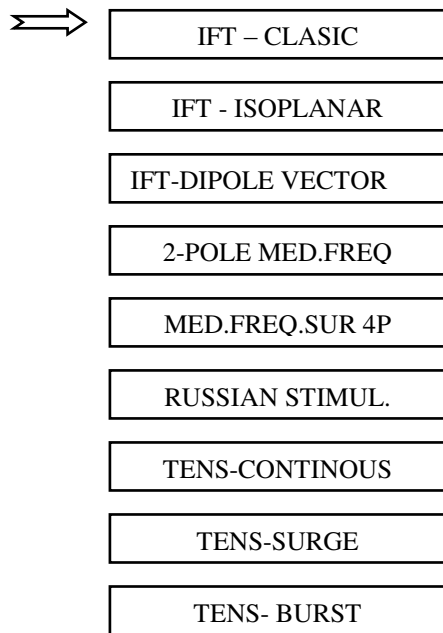 IFT – CLASIC
IFT - ISOPLANAR
IFT-DIPOLE VECTOR
2-POLE MED.FREQ
MED.FREQ.SUR 4P
RUSSIAN STIMUL.
TENS-CONTINOUS
TENS-SURGE
TENS- BURST